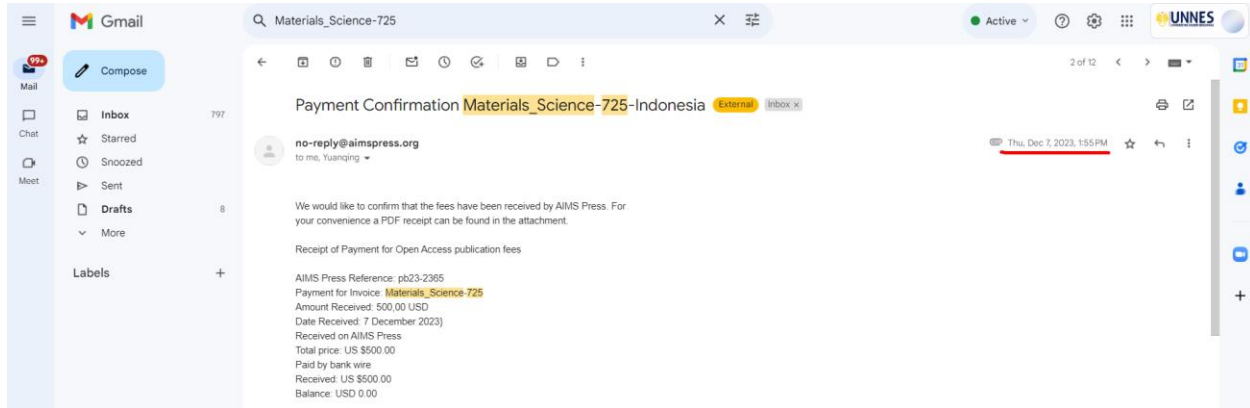 Gmail
Materials_Science-725
Active
UNNES
99+
Mail
Chat
Meet
Compose
Inbox 797
Starred
Snoozed
Sent
Drafts 8
More
Labels
2 of 12
Payment Confirmation Materials_Science-725-Indonesia External Inbox x
no-reply@aimspress.org
to me, Yuanqing
Thu, Dec 7, 2023, 1:55 PM
We would like to confirm that the fees have been received by AIMS Press. For
your convenience a PDF receipt can be found in the attachment.
Receipt of Payment for Open Access publication fees
AIMS Press Reference: pb23-2365
Payment for Invoice: Materials_Science-725
Amount Received: 500,00 USD
Date Received: 7 December 2023)
Received on AIMS Press
Total price: US $500.00
Paid by bank wire
Received: US $500.00
Balance: USD 0.00